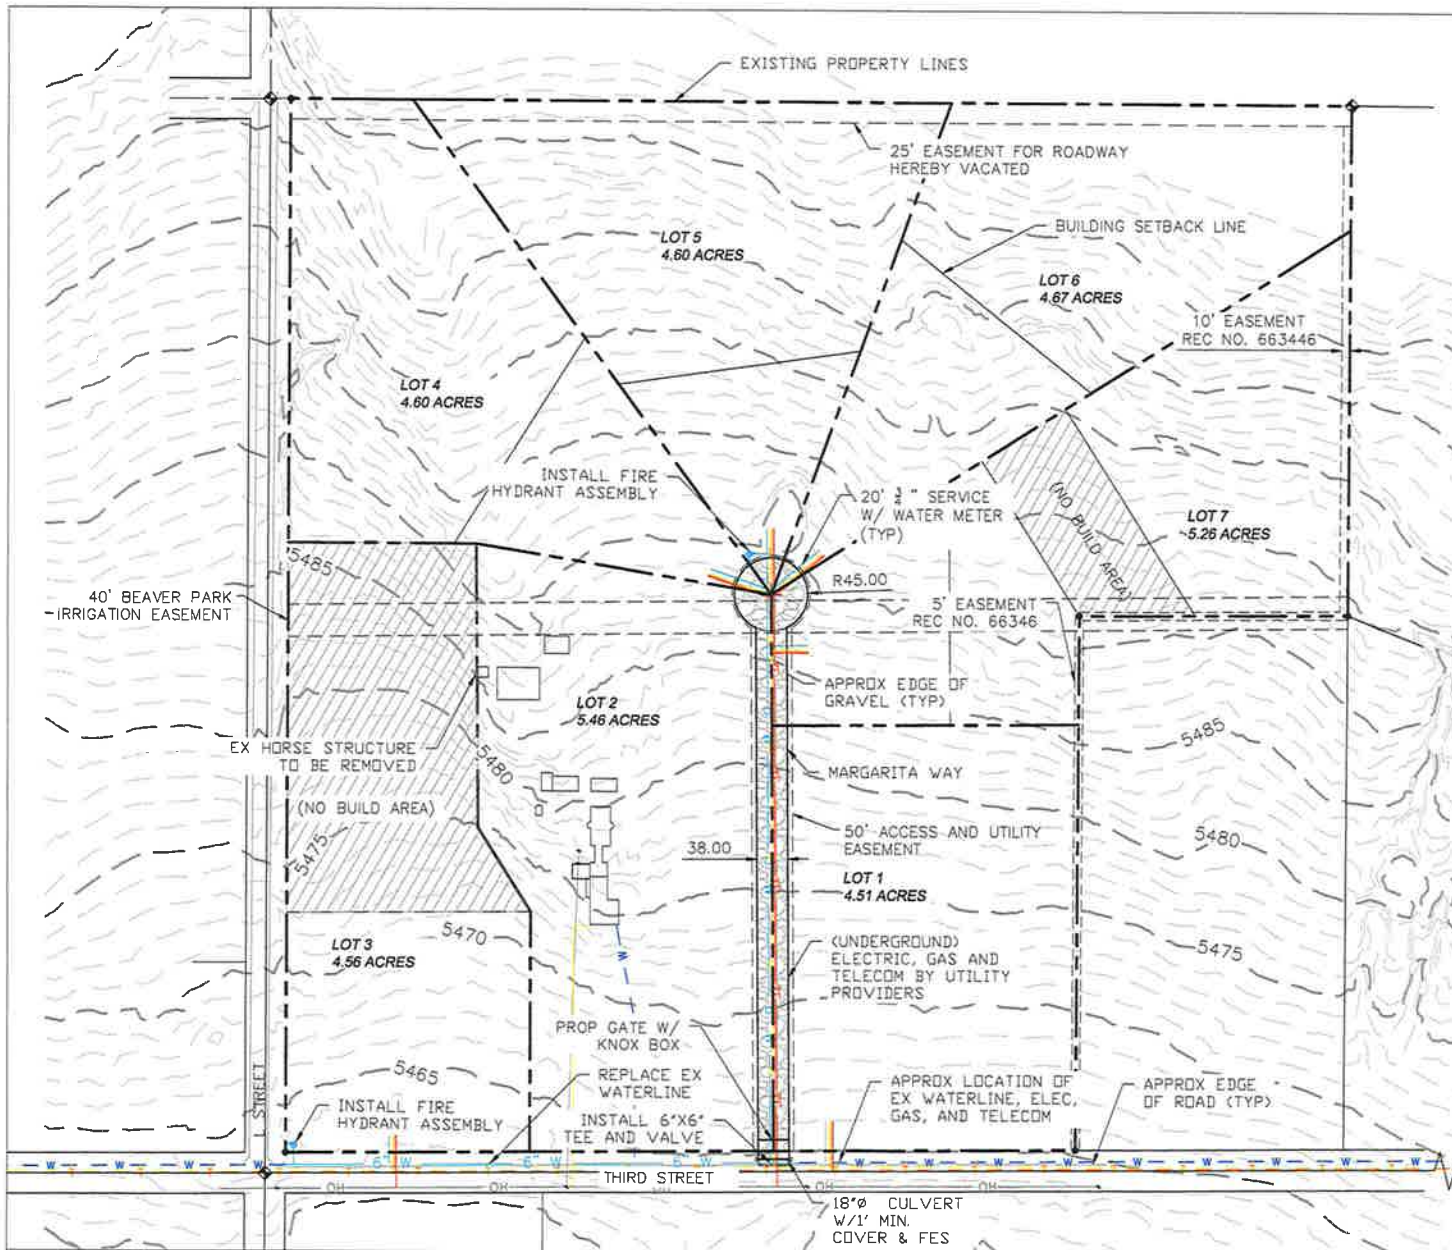 EXISTING PROPERTY LINES
25' EASEMENT FOR ROADWAY
HEREBY VACATED
BUILDING SETBACK LINE
LOT 5
4.60 ACRES
LOT 6
4.67 ACRES
10' EASEMENT
REC NO. 663446
LOT 4
4.60 ACRES
INSTALL FIRE
HYDRANT ASSEMBLY
20' 3/4" SERVICE
W/ WATER METER
(TYP)
(NO BUILD AREA)
LOT 7
5.26 ACRES
5485
R45.00
40' BEAVER PARK
IRRIGATION EASEMENT
5' EASEMENT
REC NO. 66346
APPROX EDGE OF
GRAVEL (TYP)
LOT 2
5.46 ACRES
5485
EX HORSE STRUCTURE
TO BE REMOVED
5480
MARGARITA WAY
(NO BUILD AREA)
5475
50' ACCESS AND UTILITY
EASEMENT
5480
38.00
LOT 1
4.51 ACRES
LOT 3
4.56 ACRES
5470
(UNDERGROUND)
ELECTRIC, GAS AND
TELECOM BY UTILITY
PROVIDERS
5475
W
PROP GATE W/
KNOX BOX
5465
REPLACE EX
WATERLINE
APPROX LOCATION OF
EX WATERLINE, ELEC,
GAS, AND TELECOM
APPROX EDGE
OF ROAD (TYP)
L STREET
INSTALL FIRE
HYDRANT ASSEMBLY
INSTALL 6"X6"
TEE AND VALVE
W W W W W 6" W 6" W 6" W W W W W W W W W W
THIRD STREET
OH OH OH OH OH
18"Ø CULVERT
W/1' MIN.
COVER & FES